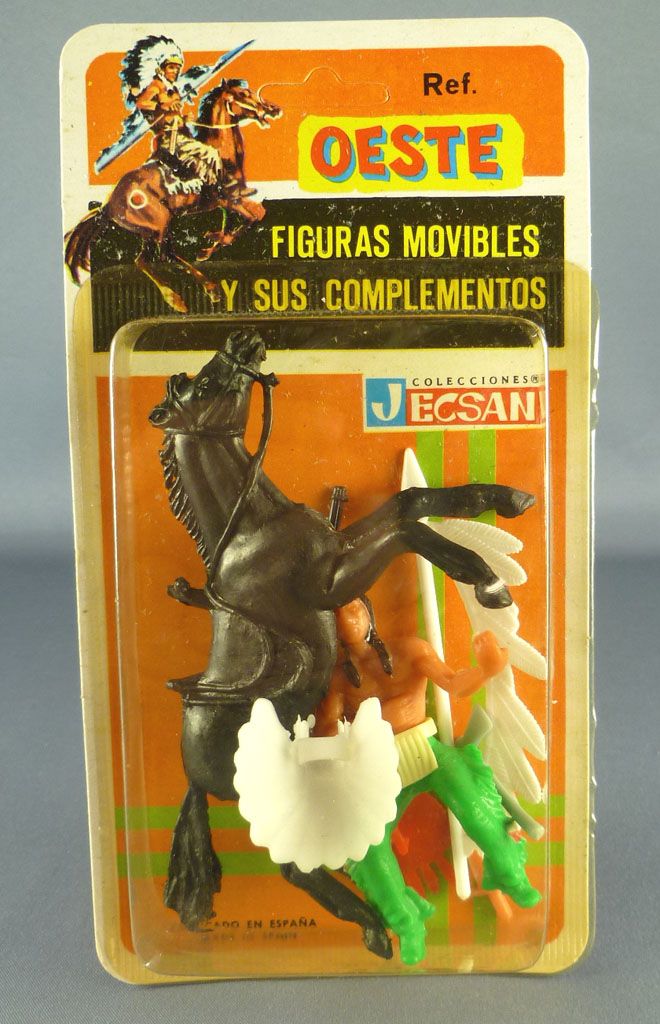 Ref.
OESTE
FIGURAS MOVIBLES
Y SUS COMPLEMENTOS
COLECCIONES®
JECSAN
EN ESPAÑA